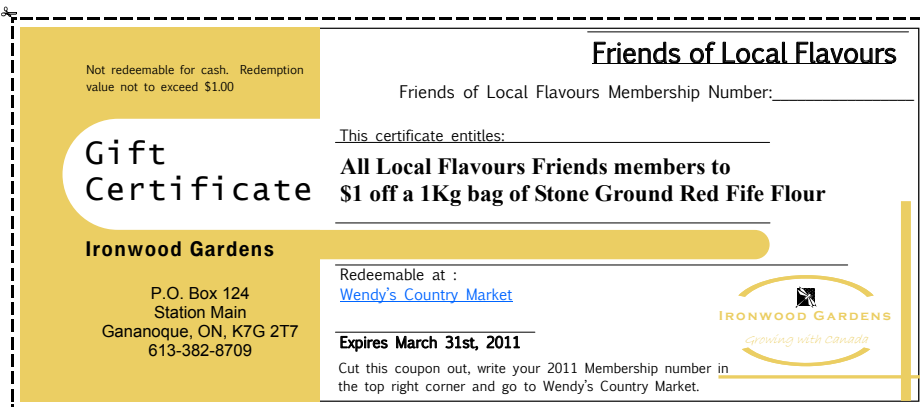 Friends of Local Flavours
Not redeemable for cash. Redemption
value not to exceed $1.00
Friends of Local Flavours Membership Number:_________________
This certificate entitles:
Gift
Certificate
All Local Flavours Friends members to
$1 off a 1Kg bag of Stone Ground Red Fife Flour
Ironwood Gardens
P.O. Box 124
Station Main
Gananoque, ON, K7G 2T7
613-382-8709
Redeemable at :
Wendy's Country Market
Expires March 31st, 2011
Cut this coupon out, write your 2011 Membership number in
the top right corner and go to Wendy's Country Market.
IRONWOOD GARDENS
Growing with Canada